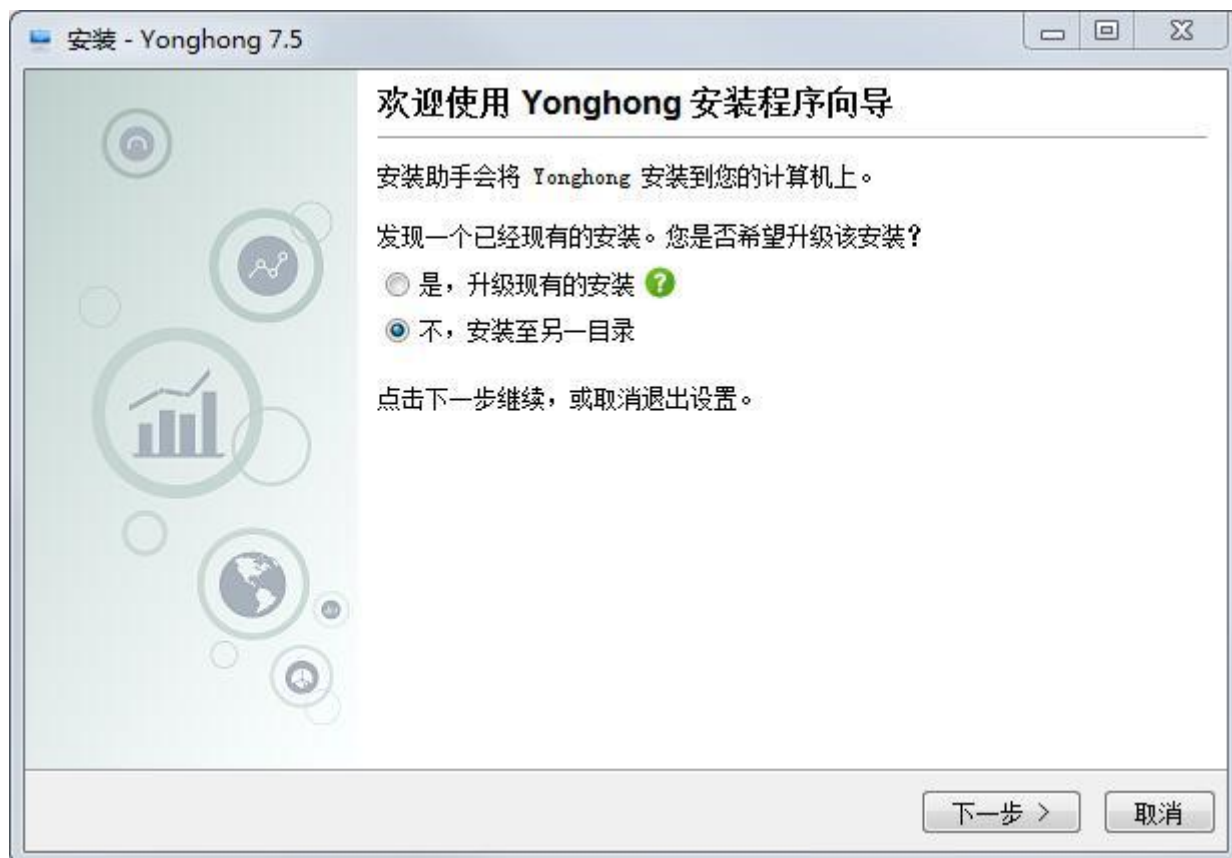 安装 - Yonghong 7.5
欢迎使用 Yonghong 安装程序向导
安装助手会将 Yonghong 安装到您的计算机上。
发现一个已经现有的安装。您是否希望升级该安装?
是，升级现有的安装 ?
不，安装至另一目录
点击下一步继续，或取消退出设置。
下一步 > 取消